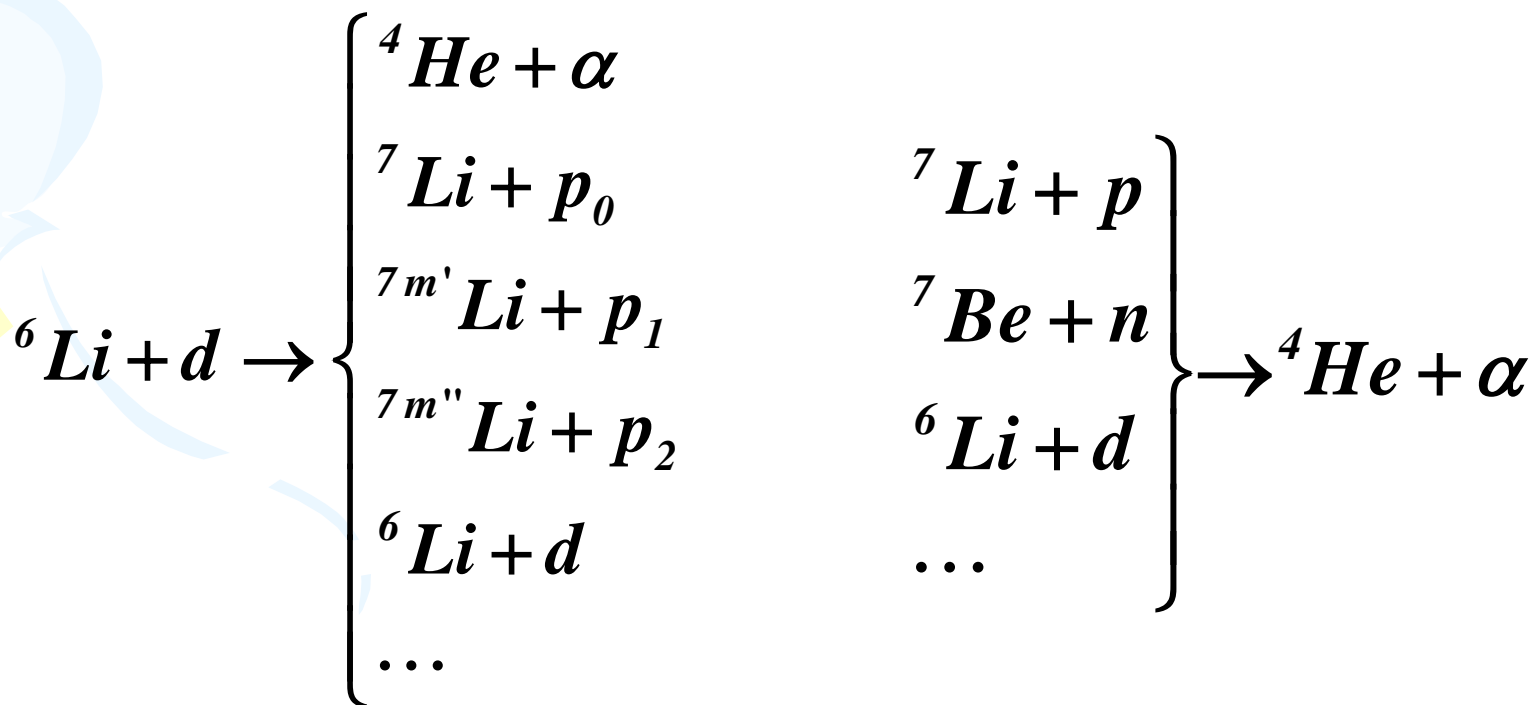 ⁶Li + d → {
⁴He + α
⁷Li + p₀
⁷ᵐ'Li + p₁
⁷ᵐ"Li + p₂
⁶Li + d
...
⁷Li + p
⁷Be + n
⁶Li + d
...
} → ⁴He + α